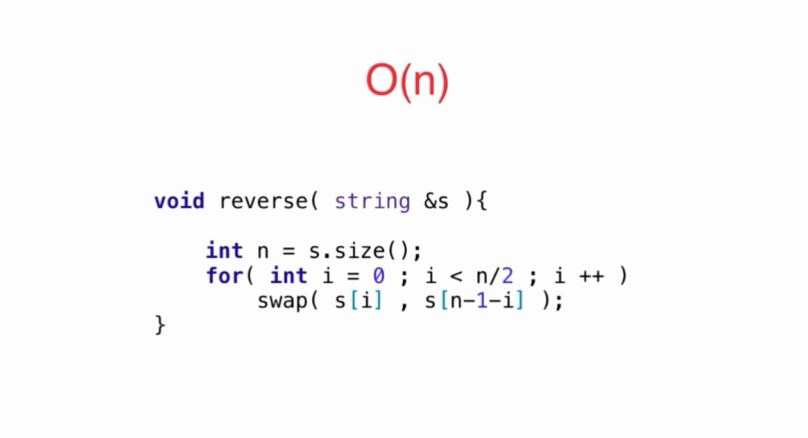 O(n)
void reverse( string &s ){
int n = s.size();
for( int i = 0 ; i < n/2 ; i ++ )
swap( s[i] , s[n-1-i] );
}